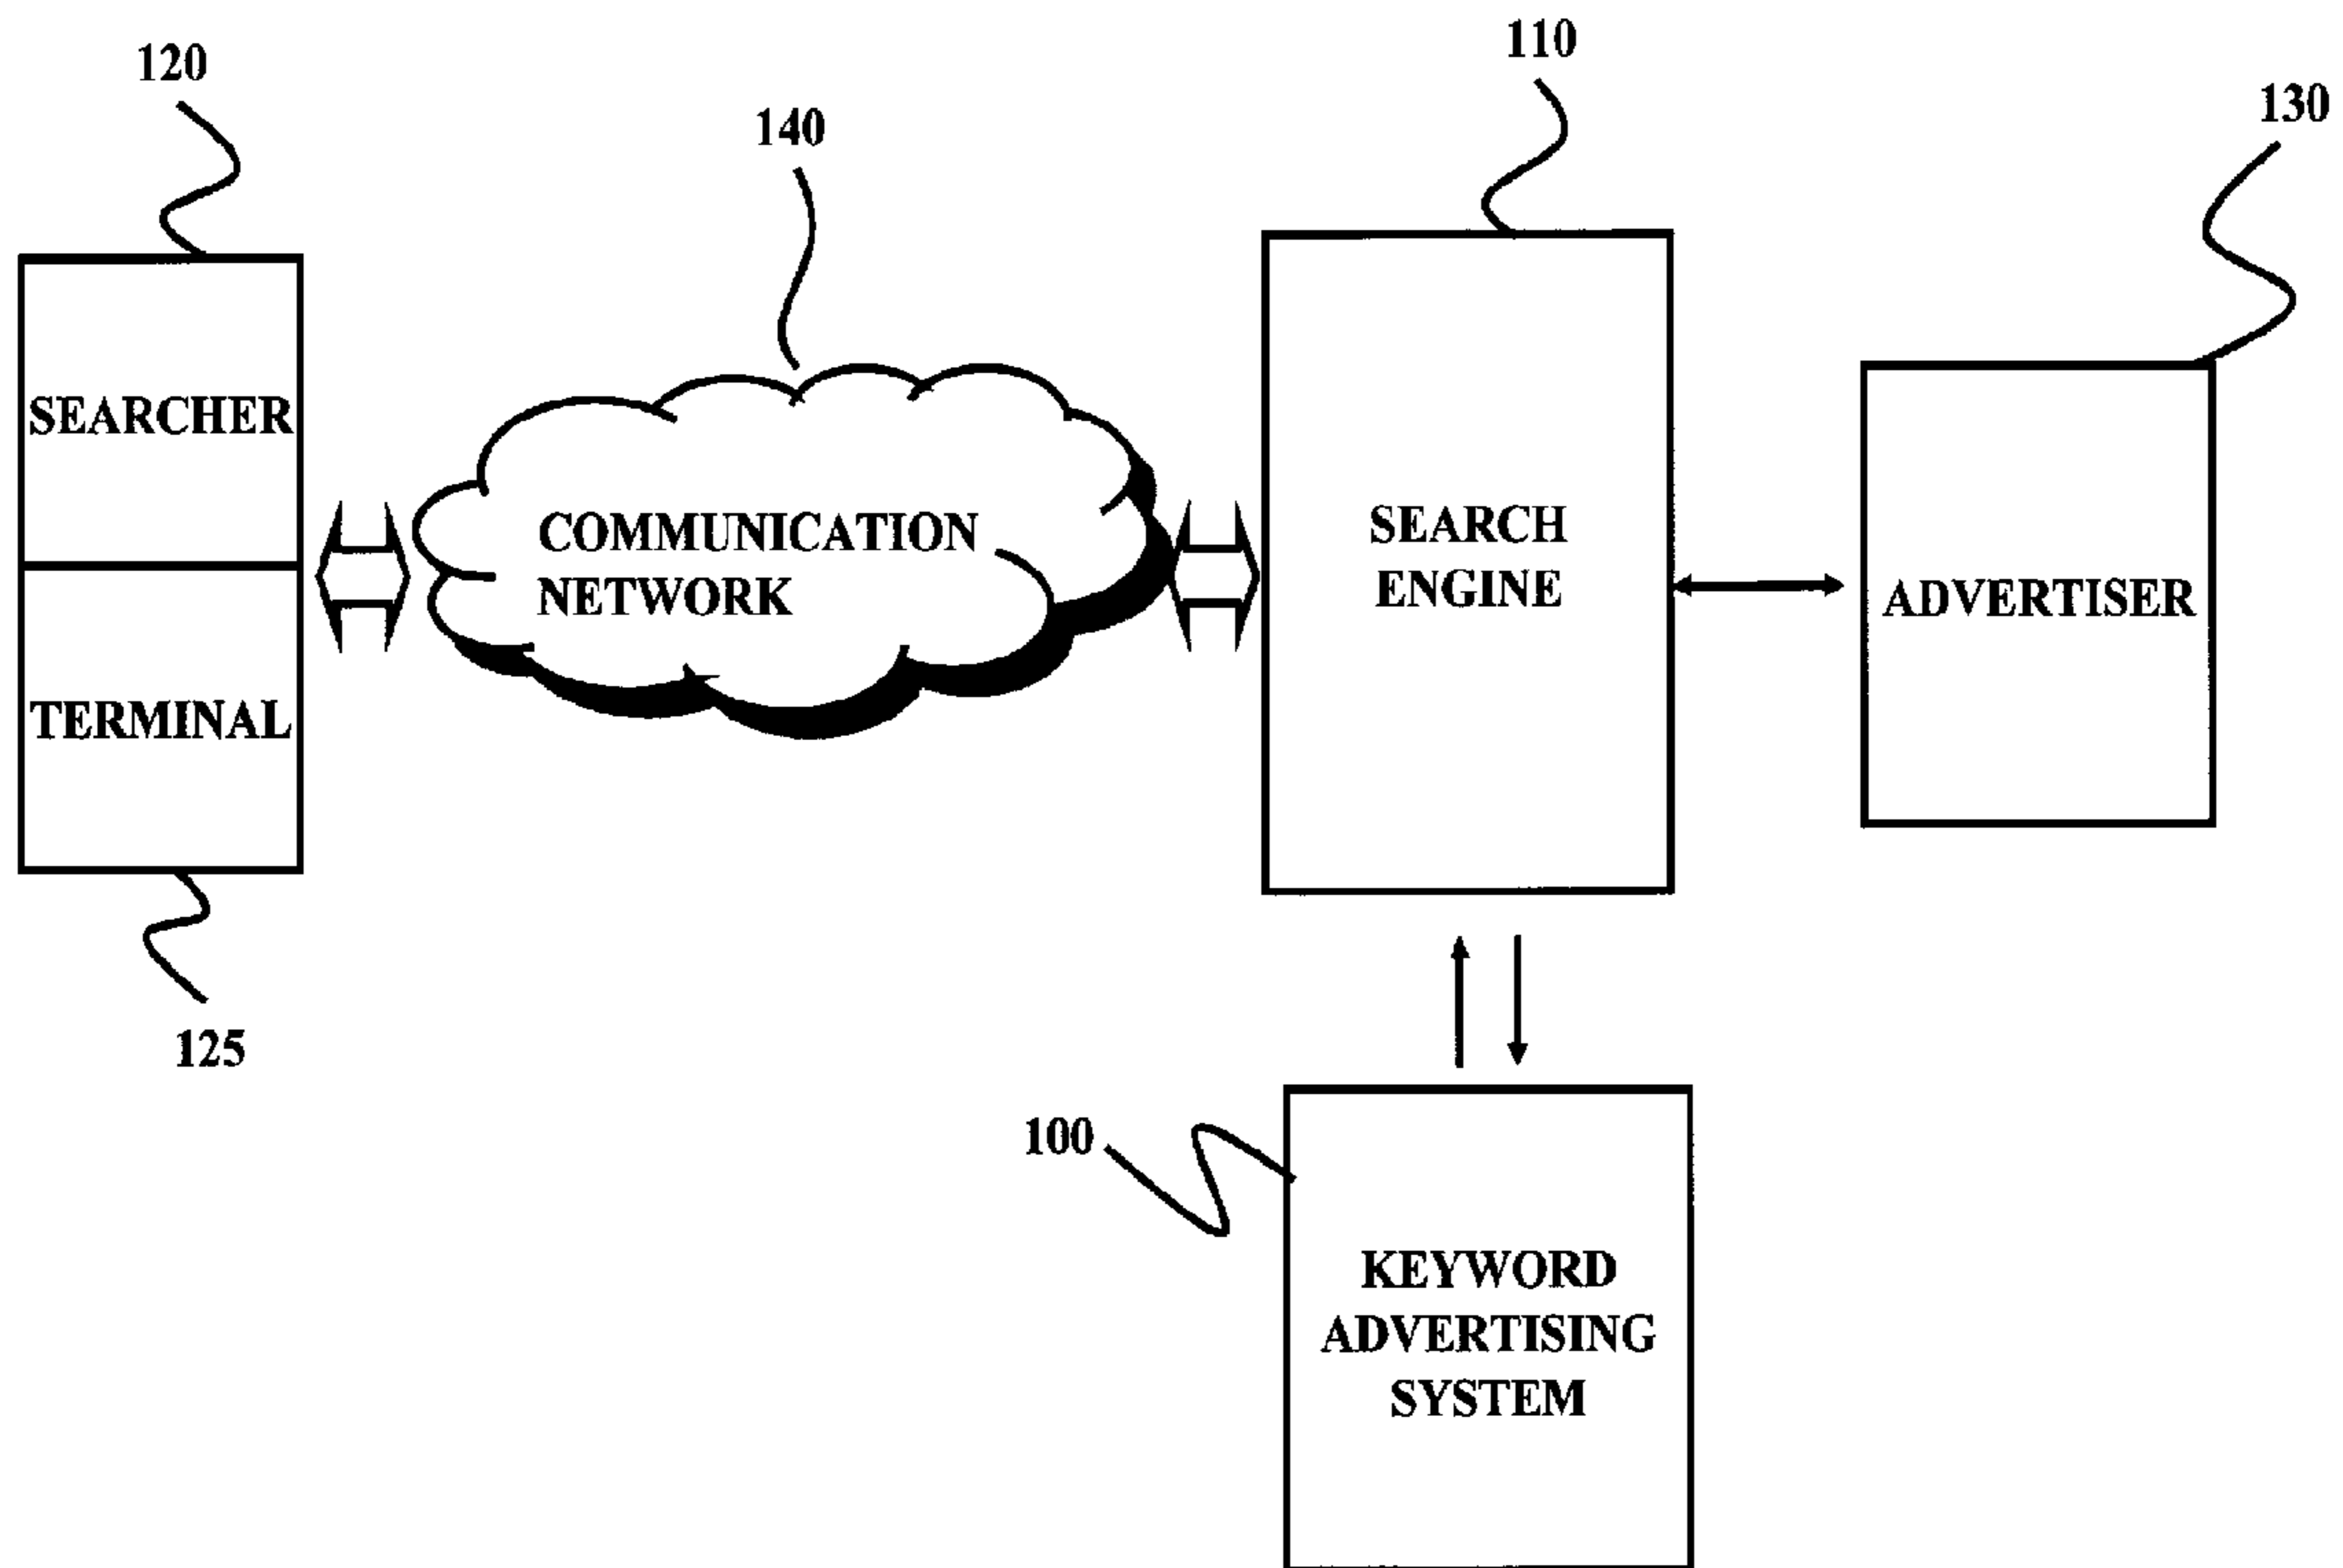 120
140
110
130
SEARCHER
TERMINAL
125
COMMUNICATION
NETWORK
SEARCH
ENGINE
ADVERTISER
100
KEYWORD
ADVERTISING
SYSTEM